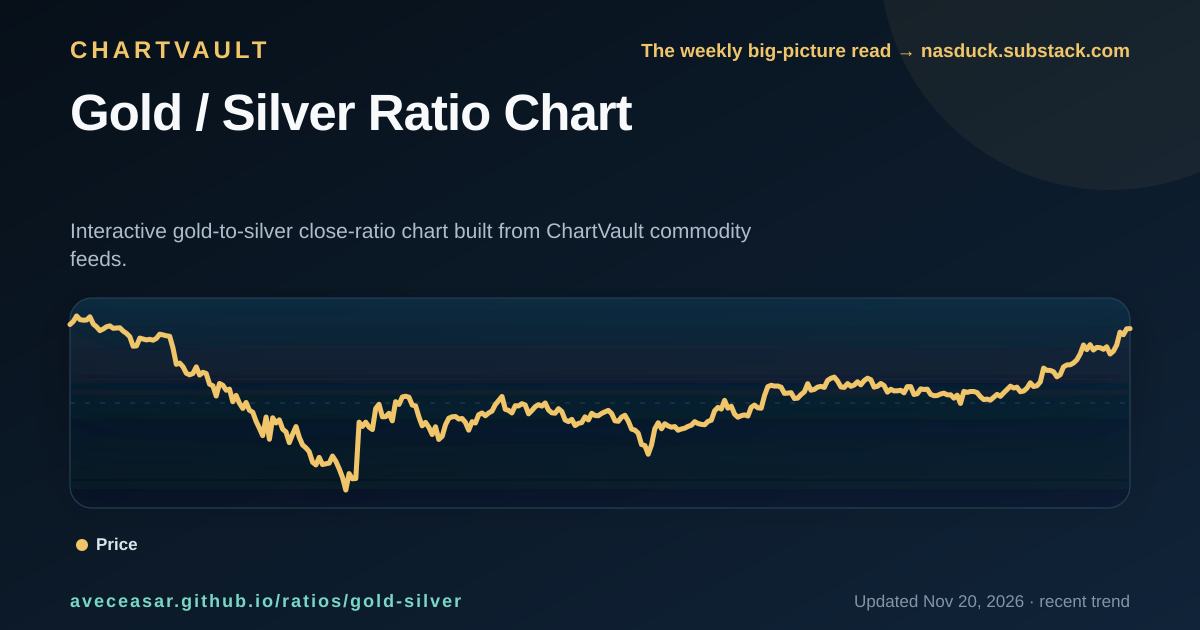 CHARTVAULT
The weekly big-picture read → nasduck.substack.com
Gold / Silver Ratio Chart
Interactive gold-to-silver close-ratio chart built from ChartVault commodity
feeds.
Price
aveceasar.github.io/ratios/gold-silver
Updated Nov 20, 2026 · recent trend